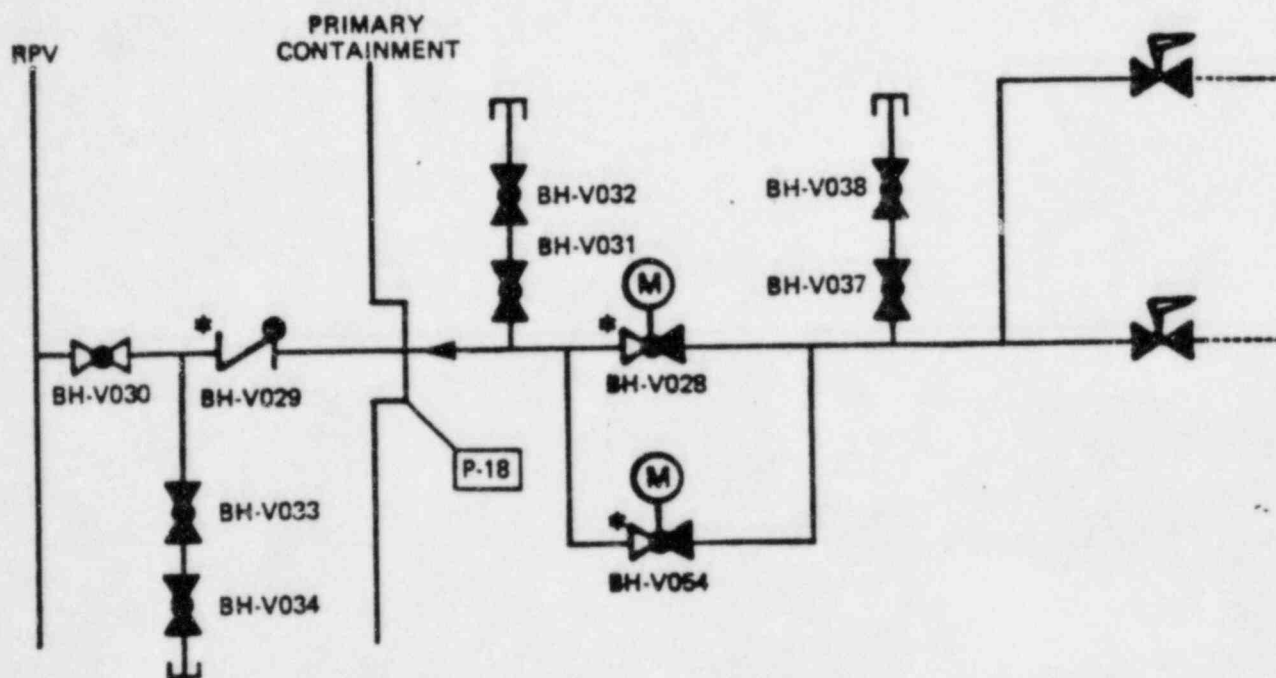 RPV
PRIMARY
CONTAINMENT
BH-V032
BH-V031
BH-V038
BH-V037
M
*
BH-V030
*
BH-V029
BH-V028
P-18
M
*
BH-V054
BH-V033
BH-V034